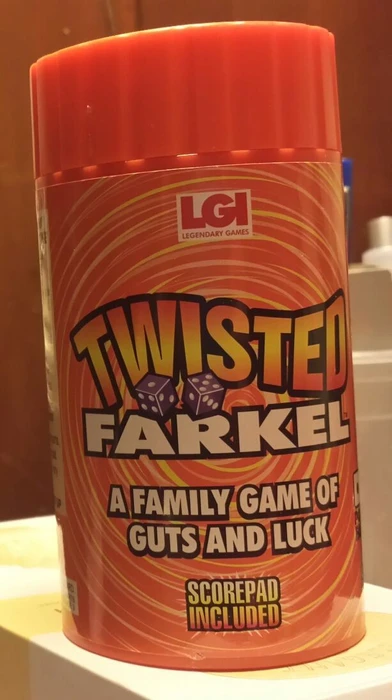 LGI
LEGENDARY GAMES
TWISTED
FARKEL
A FAMILY GAME OF
GUTS AND LUCK
SCOREPAD
INCLUDED